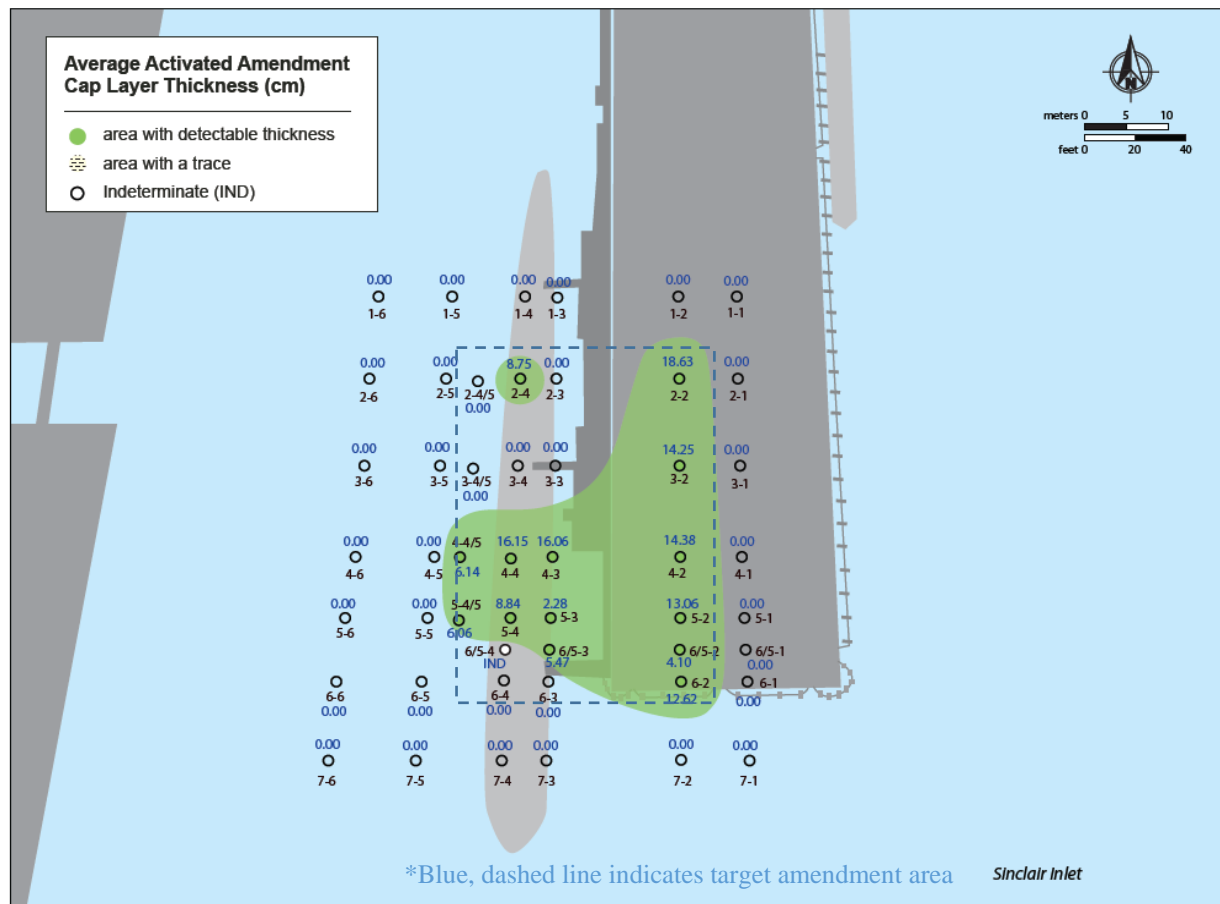 Average Activated Amendment
Cap Layer Thickness (cm)
area with detectable thickness
area with a trace
Indeterminate (IND)
N
meters 0 5 10
feet 0 20 40
0.00 0.00 0.00 0.00 0.00 0.00
1-6 1-5 1-4 1-3 1-2 1-1
0.00 0.00 8.75 0.00 18.63 0.00
2-6 2-5 2-4/5 2-4 2-3 2-2 2-1
0.00
0.00 0.00 0.00 0.00 14.25 0.00
3-6 3-5 3-4/5 3-4 3-3 3-2 3-1
0.00
0.00 0.00 4-4/5 16.15 16.06 14.38 0.00
4-6 4-5 6.14 4-4 4-3 4-2 4-1
0.00 0.00 5-4/5 8.84 2.28 13.06 0.00
5-6 5-5 6.06 5-4 5-3 5-2 5-1
6/5-4 6/5-3 6/5-2 6/5-1
IND 5.47 4.10 0.00
6-6 6-5 6-4 6-3 6-2 6-1
0.00 0.00 0.00 0.00 12.62 0.00
0.00 0.00 0.00 0.00 0.00 0.00
7-6 7-5 7-4 7-3 7-2 7-1
*Blue, dashed line indicates target amendment area
Sinclair Inlet